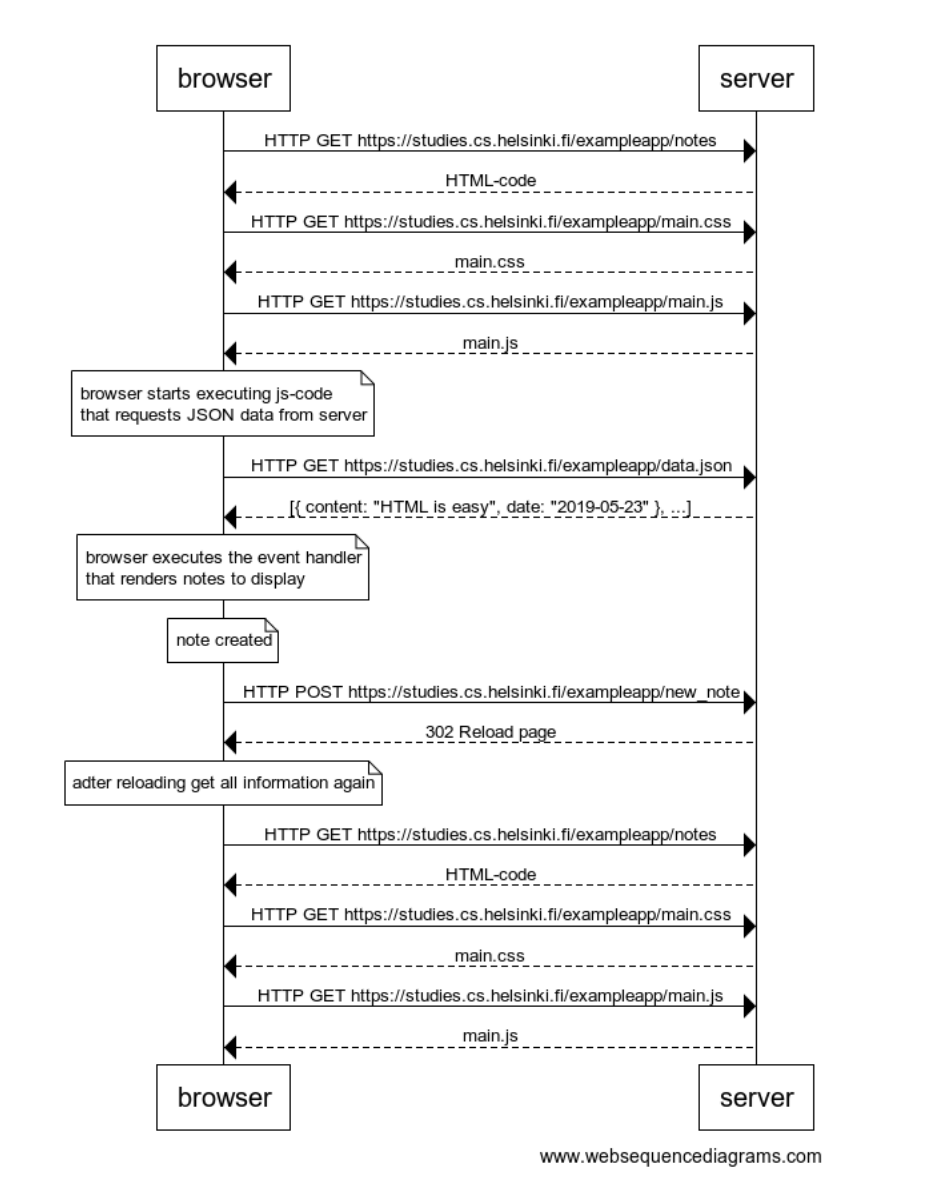 browser
server
HTTP GET https://studies.cs.helsinki.fi/exampleapp/notes
HTML-code
HTTP GET https://studies.cs.helsinki.fi/exampleapp/main.css
main.css
HTTP GET https://studies.cs.helsinki.fi/exampleapp/main.js
main.js
browser starts executing js-code
that requests JSON data from server
HTTP GET https://studies.cs.helsinki.fi/exampleapp/data.json
[{ content: "HTML is easy", date: "2019-05-23" }, ...]
browser executes the event handler
that renders notes to display
note created
HTTP POST https://studies.cs.helsinki.fi/exampleapp/new_note
302 Reload page
adter reloading get all information again
HTTP GET https://studies.cs.helsinki.fi/exampleapp/notes
HTML-code
HTTP GET https://studies.cs.helsinki.fi/exampleapp/main.css
main.css
HTTP GET https://studies.cs.helsinki.fi/exampleapp/main.js
main.js
browser
server
www.websequencediagrams.com